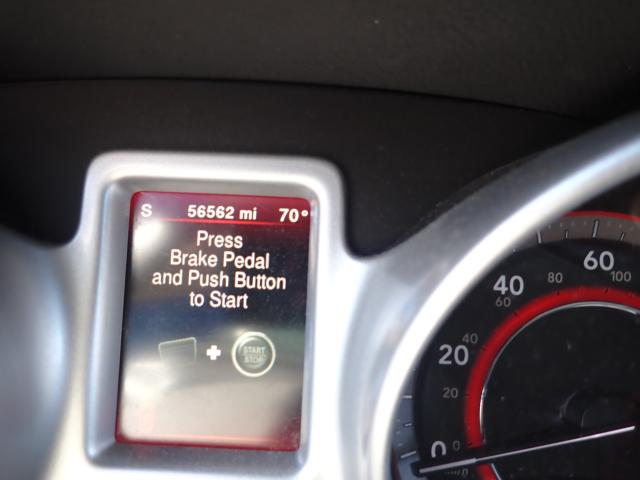 S 56562 mi 70°
Press
Brake Pedal
and Push Button
to Start
START
STOP
60
100
80
40
60
40
20
20
0
0